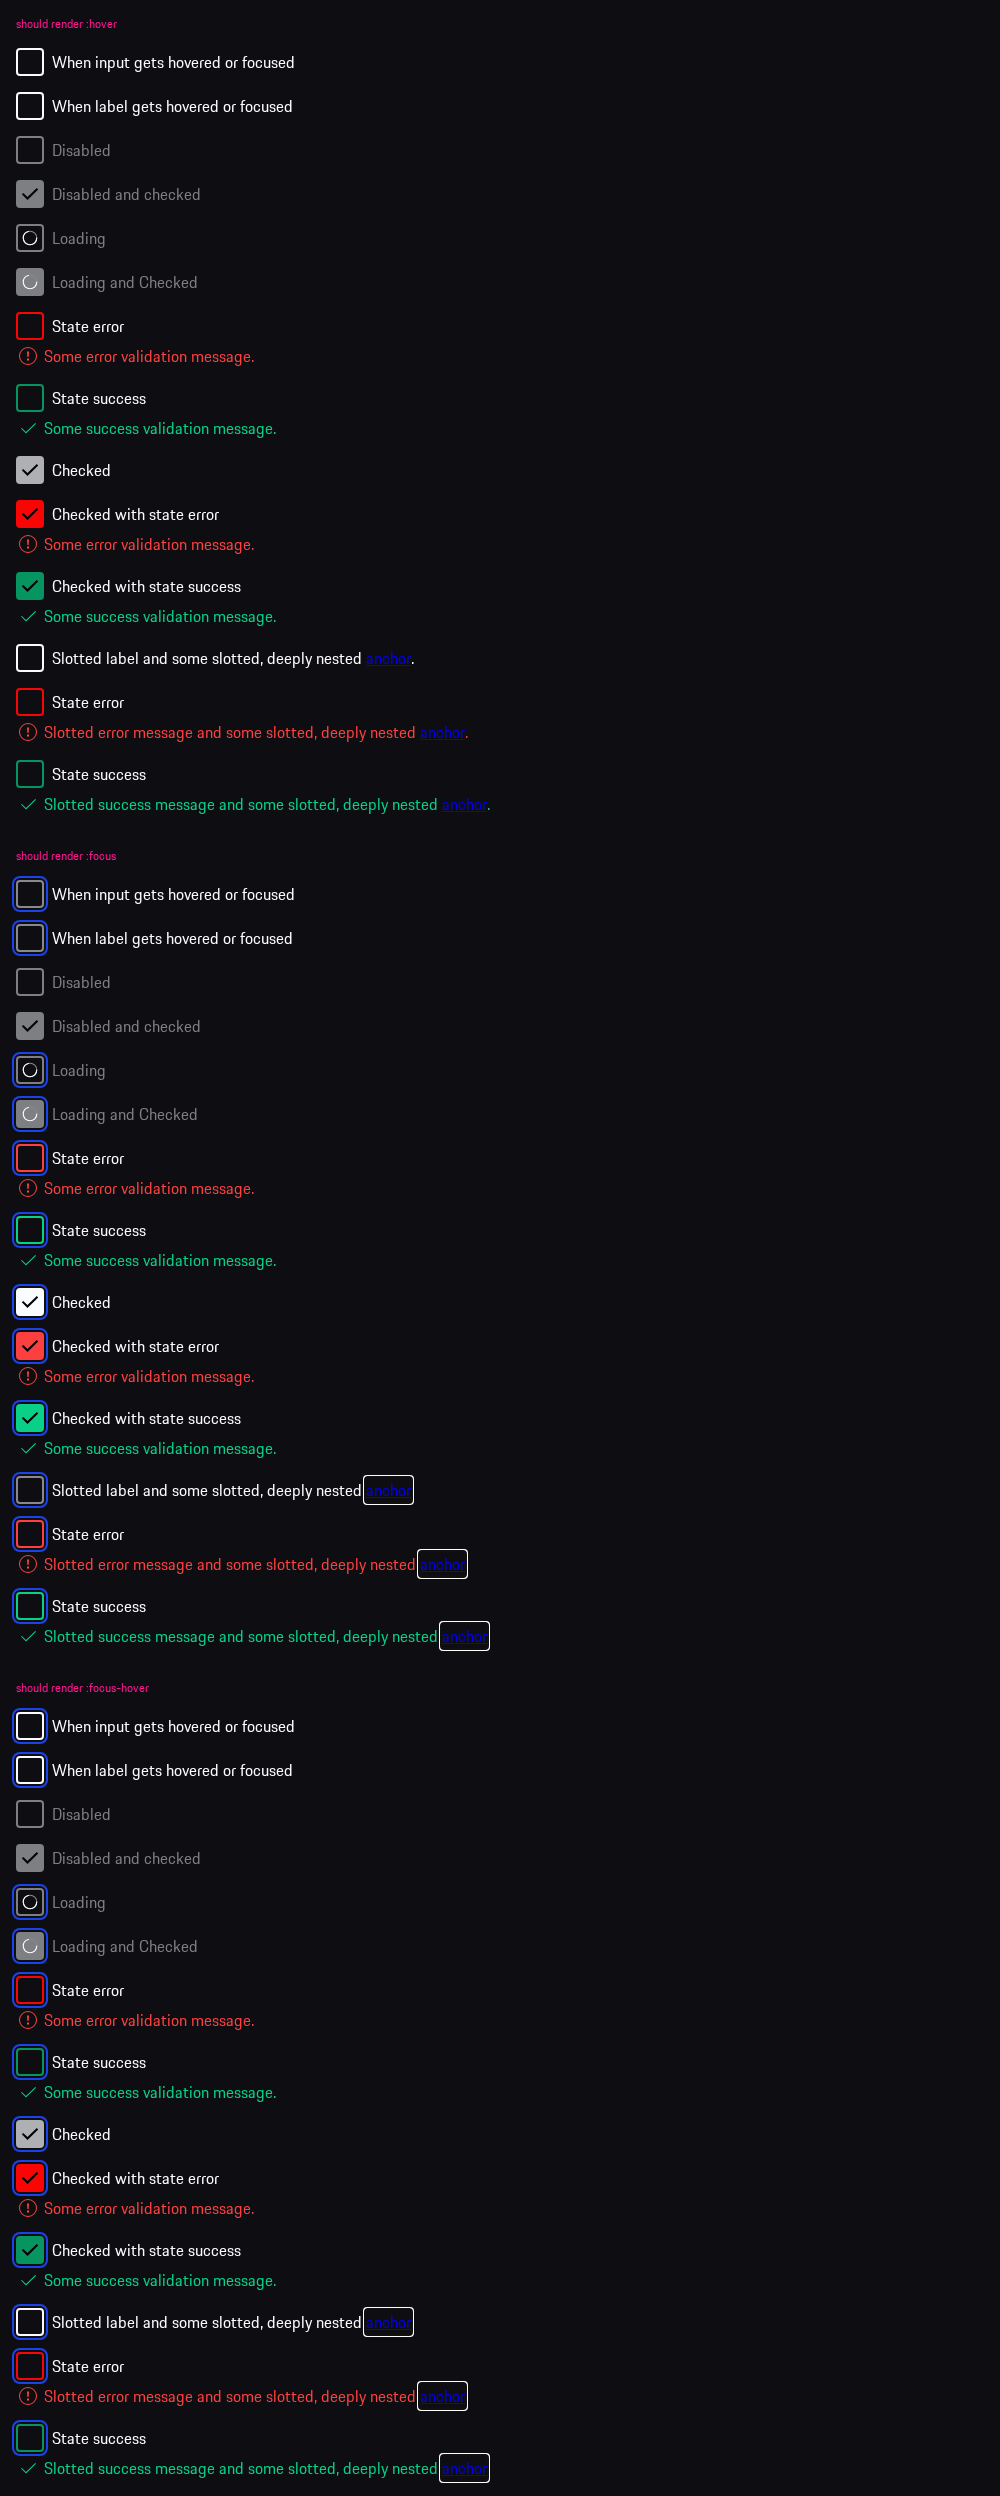 should render :hover
When input gets hovered or focused
When label gets hovered or focused
Disabled
Disabled and checked
Loading
Loading and Checked
State error
Some error validation message.
State success
Some success validation message.
Checked
Checked with state error
Some error validation message.
Checked with state success
Some success validation message.
Slotted label and some slotted, deeply nested anchor.
State error
Slotted error message and some slotted, deeply nested anchor.
State success
Slotted success message and some slotted, deeply nested anchor.
should render :focus
When input gets hovered or focused
When label gets hovered or focused
Disabled
Disabled and checked
Loading
Loading and Checked
State error
Some error validation message.
State success
Some success validation message.
Checked
Checked with state error
Some error validation message.
Checked with state success
Some success validation message.
Slotted label and some slotted, deeply nested anchor
State error
Slotted error message and some slotted, deeply nested anchor
State success
Slotted success message and some slotted, deeply nested anchor
should render :focus-hover
When input gets hovered or focused
When label gets hovered or focused
Disabled
Disabled and checked
Loading
Loading and Checked
State error
Some error validation message.
State success
Some success validation message.
Checked
Checked with state error
Some error validation message.
Checked with state success
Some success validation message.
Slotted label and some slotted, deeply nested anchor
State error
Slotted error message and some slotted, deeply nested anchor
State success
Slotted success message and some slotted, deeply nested anchor